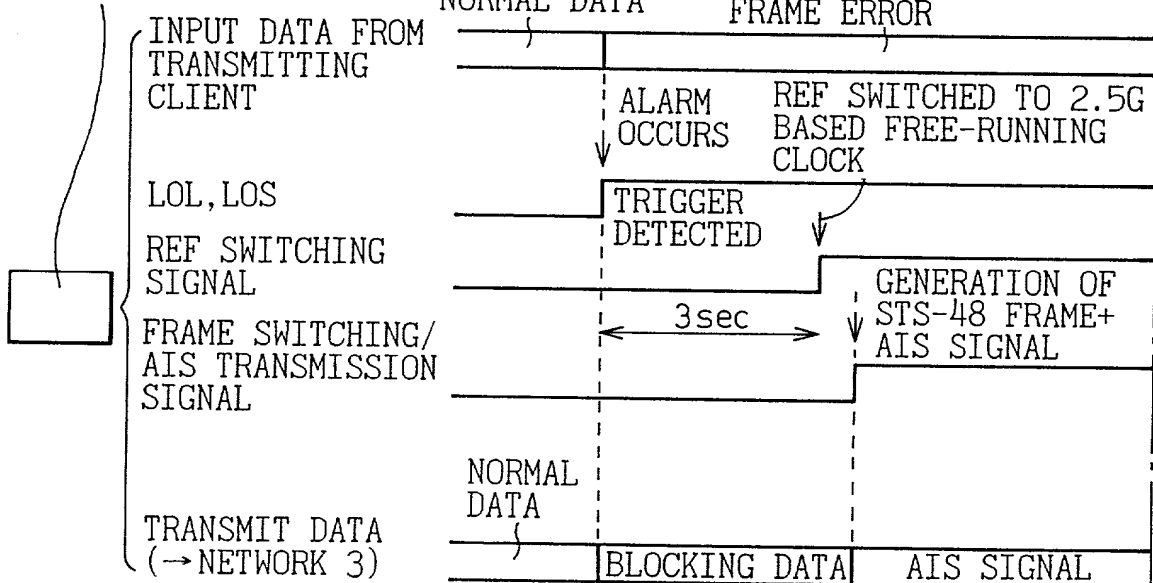 NORMAL DATA
FRAME ERROR
INPUT DATA FROM
TRANSMITTING
CLIENT
ALARM
OCCURS
REF SWITCHED TO 2.5G
BASED FREE-RUNNING
CLOCK
LOL,LOS
TRIGGER
DETECTED
REF SWITCHING
SIGNAL
3sec
GENERATION OF
STS-48 FRAME+
AIS SIGNAL
FRAME SWITCHING/
AIS TRANSMISSION
SIGNAL
NORMAL
DATA
TRANSMIT DATA
(→NETWORK 3)
BLOCKING DATA
AIS SIGNAL